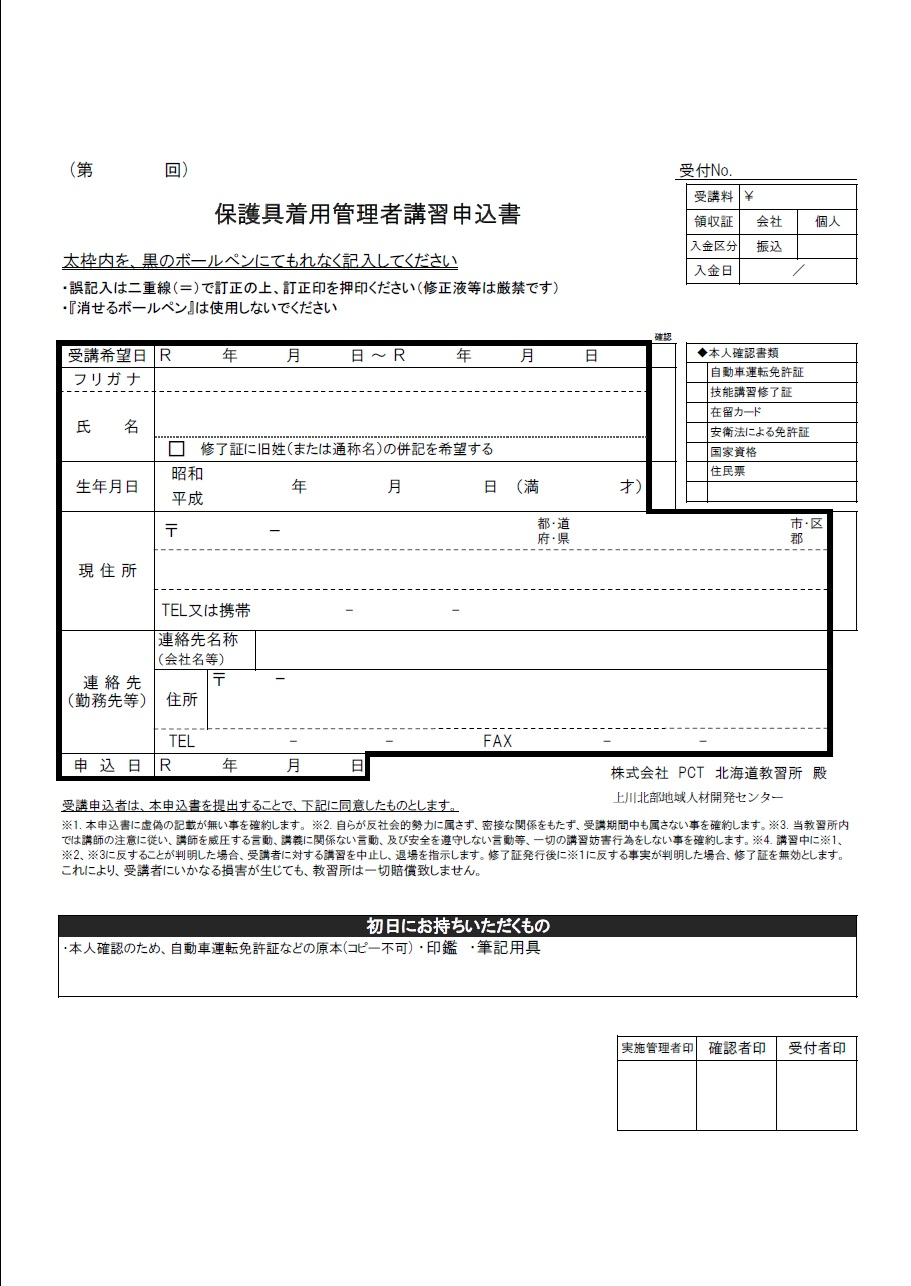 （第　　　　回）
受付No.
保護具着用管理者講習申込書
受講料 ￥
領収証 会社 個人
入金区分 振込
入金日 ／
太枠内を、黒のボールペンにてもれなく記入してください
・誤記入は二重線（＝）で訂正の上、訂正印を押印ください（修正液等は厳禁です）
・『消せるボールペン』は使用しないでください
確認
受講希望日 R 年 月 日 ～ R 年 月 日
フリガナ
氏　名
□ 修了証に旧姓（または通称名）の併記を希望する
生年月日 昭和 平成 年 月 日 （満 才）
◆本人確認書類
自動車運転免許証
技能講習修了証
在留カード
安衛法による免許証
国家資格
住民票
現住所 〒 － 都・道 府・県 市・区 郡
TEL又は携帯 － －
連絡先（勤務先等）
連絡先名称（会社名等）
住所 〒 －
TEL － － FAX － －
申込日 R 年 月 日
株式会社 PCT 北海道教習所 殿
上川北部地域人材開発センター
受講申込者は、本申込書を提出することで、下記に同意したものとします。
※1. 本申込書に虚偽の記載が無い事を確約します。 ※2. 自らが反社会的勢力に属さず、密接な関係をもたず、受講期間中も属さない事を確約します。※3. 当教習所内
では講師の注意に従い、講師を威圧する言動、講義に関係ない言動、及び安全を遵守しない言動等、一切の講習妨害行為をしない事を確約します。※4. 講習中に※1、
※2、※3に反することが判明した場合、受講者に対する講習を中止し、退場を指示します。修了証発行後に※1に反する事実が判明した場合、修了証を無効とします。
これにより、受講者にいかなる損害が生じても、教習所は一切賠償致しません。
初日にお持ちいただくもの
・本人確認のため、自動車運転免許証などの原本（コピー不可）・印鑑 ・筆記用具
実施管理者印 確認者印 受付者印